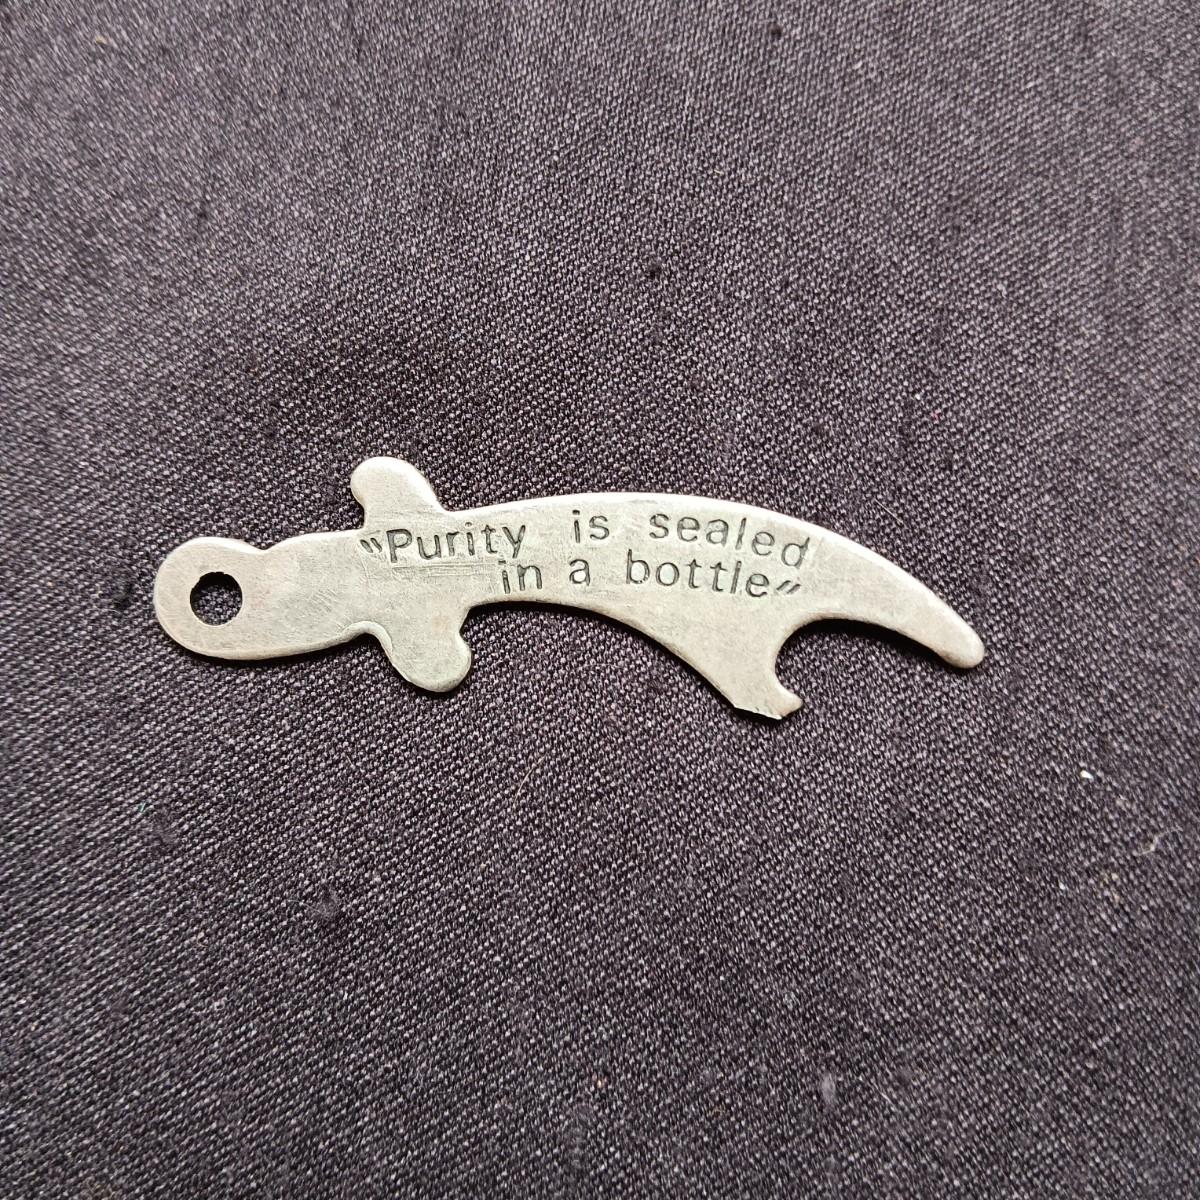 "Purity is sealed
in a bottle"